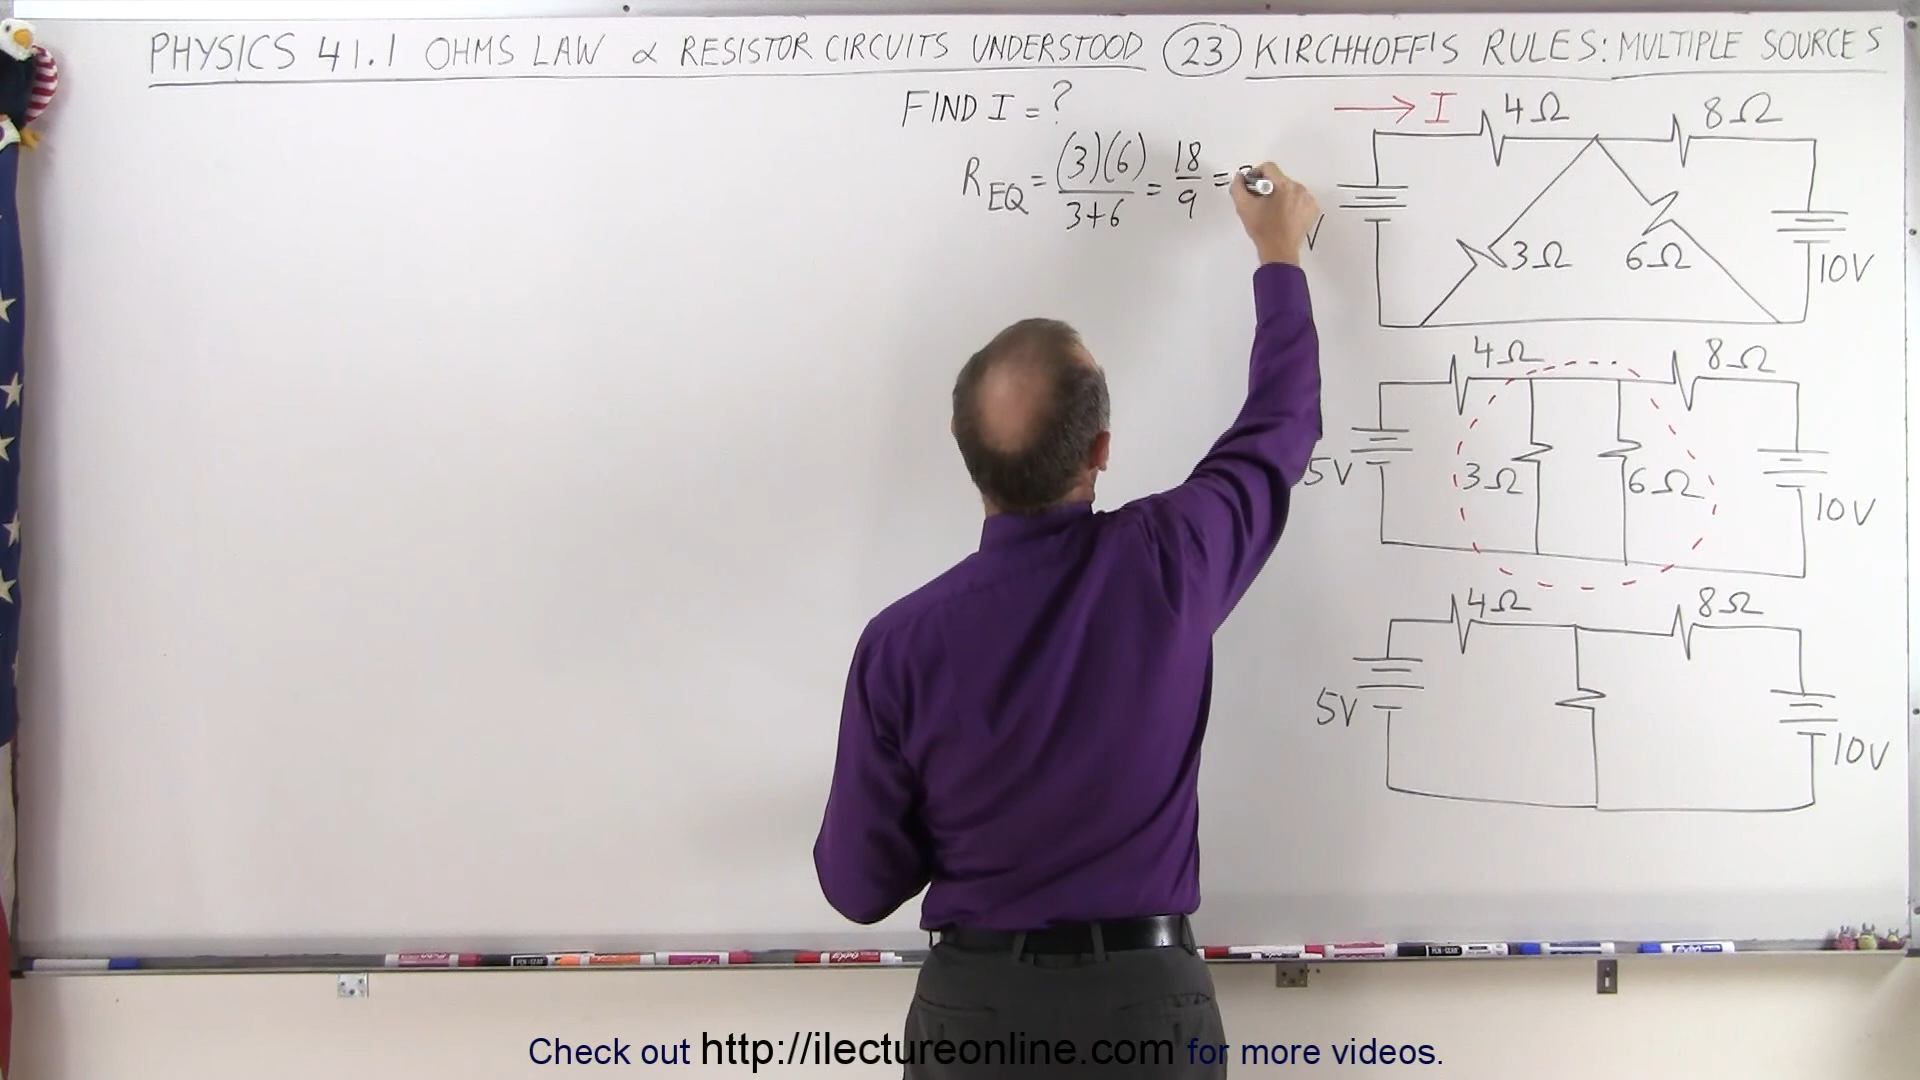 PHYSICS 41.1 OHMS LAW & RESISTOR CIRCUITS UNDERSTOOD (23) KIRCHHOFF'S RULES: MULTIPLE SOURCES
FIND I = ?
R EQ = (3)(6) / 3+6 = 18 / 9 =
I 4Ω 8Ω
V 3Ω 6Ω 10V
4Ω 8Ω
5V 3Ω 6Ω 10V
4Ω 8Ω
5V 10V
Check out http://ilectureonline.com for more videos.